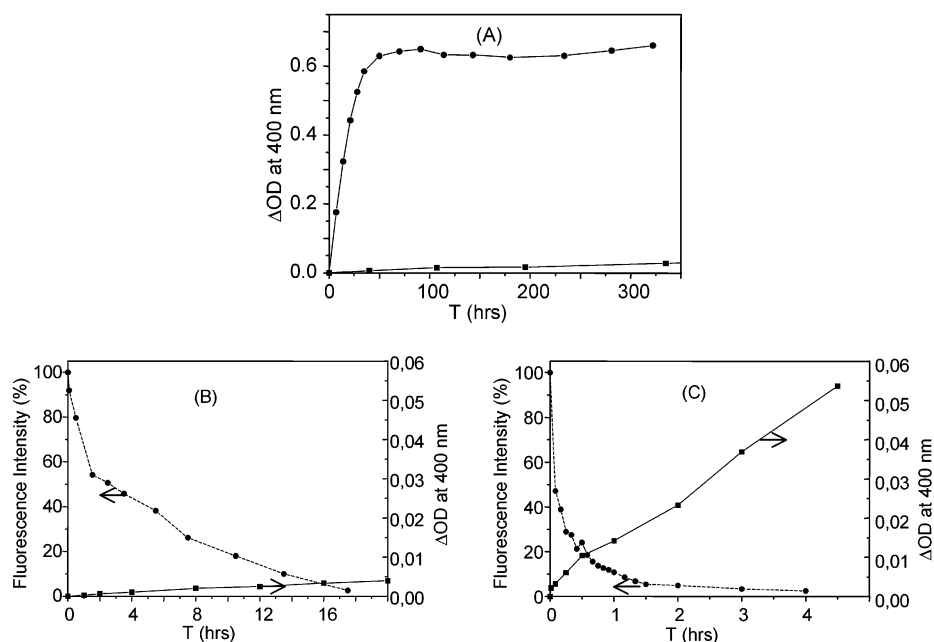 (A)
0.6
0.4
0.2
0.0
ΔOD at 400 nm
0 100 200 300
T (hrs)
(B)
100
80
60
40
20
0
Fluorescence Intensity (%)
0,06
0,05
0,04
0,03
0,02
0,01
0,00
ΔOD at 400 nm
0 4 8 12 16
T (hrs)
(C)
100
80
60
40
20
0
Fluorescence Intensity (%)
0,06
0,05
0,04
0,03
0,02
0,01
0,00
ΔOD at 400 nm
0 1 2 3 4
T (hrs)